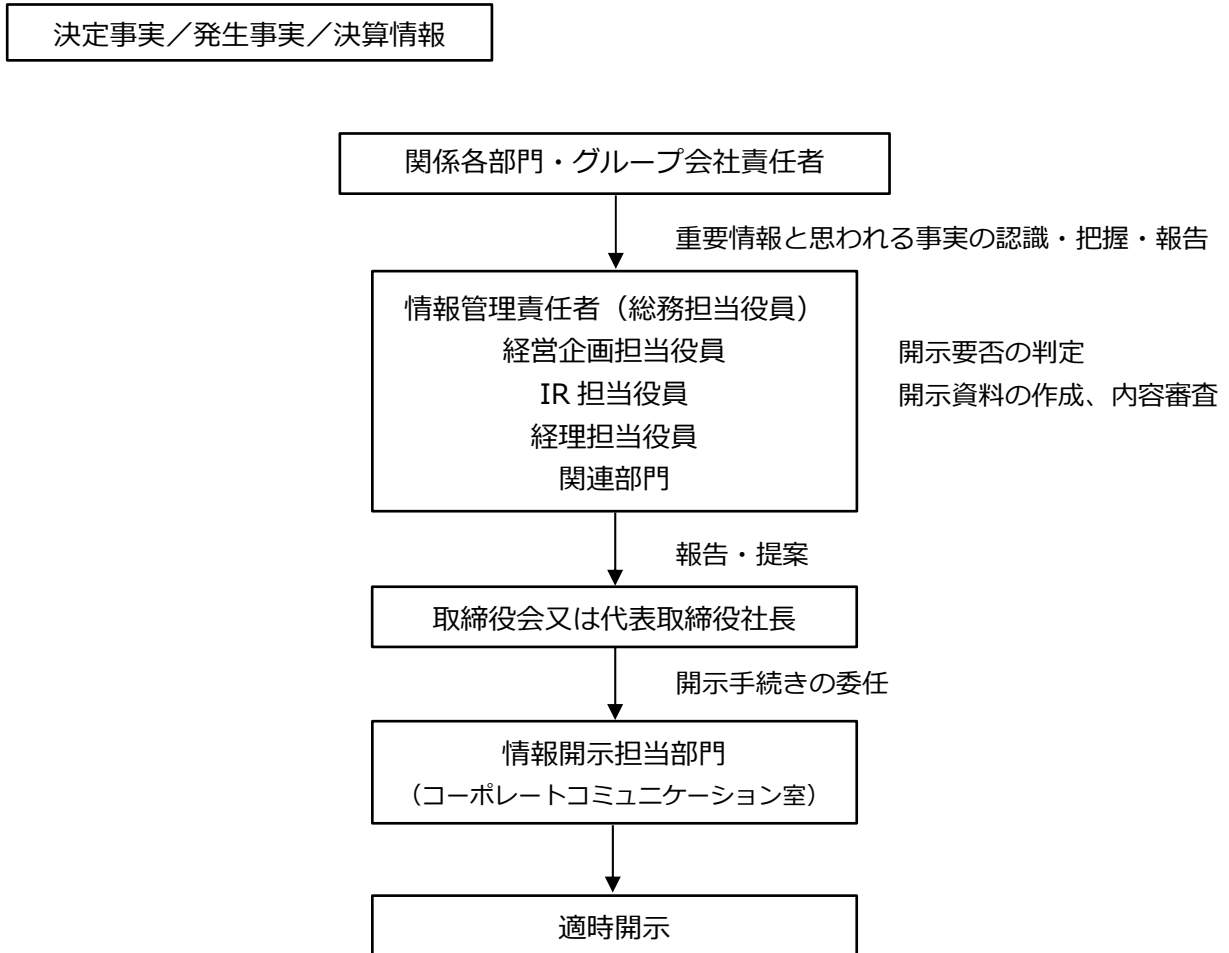 決定事実／発生事実／決算情報
関係各部門・グループ会社責任者
重要情報と思われる事実の認識・把握・報告
情報管理責任者（総務担当役員）
経営企画担当役員
IR 担当役員
経理担当役員
関連部門
開示要否の判定
開示資料の作成、内容審査
報告・提案
取締役会又は代表取締役社長
開示手続きの委任
情報開示担当部門
（コーポレートコミュニケーション室）
適時開示